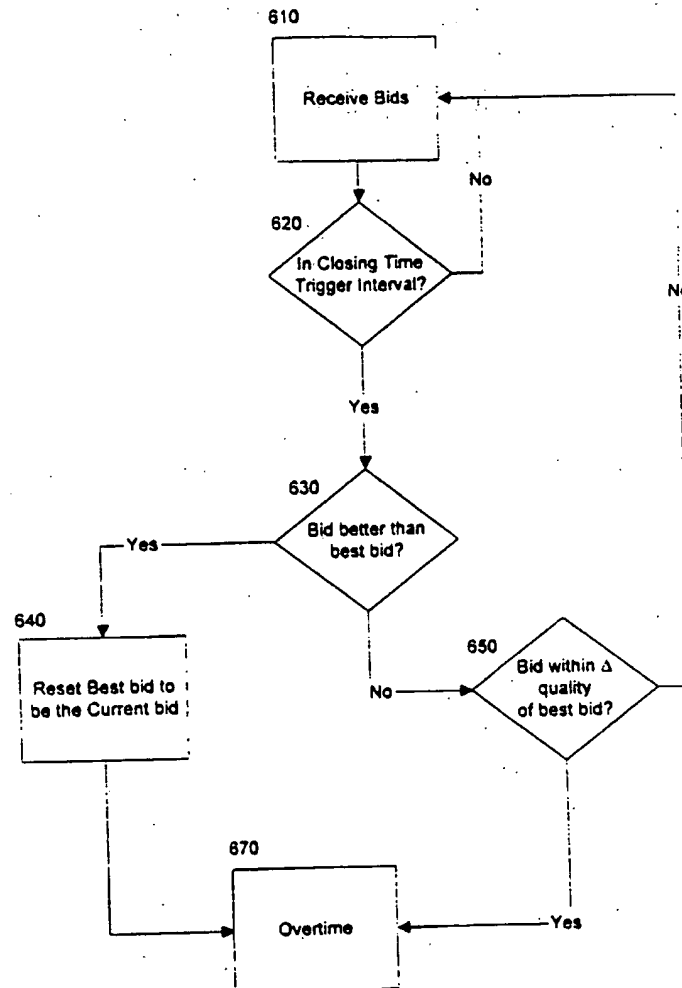 610
Receive Bids
No
620
In Closing Time
Trigger Interval?
No
Yes
630
Bid better than
best bid?
Yes
640
650
Reset Best bid to
be the Current bid
Bid within Δ
quality
of best bid?
No
670
Overtime
Yes